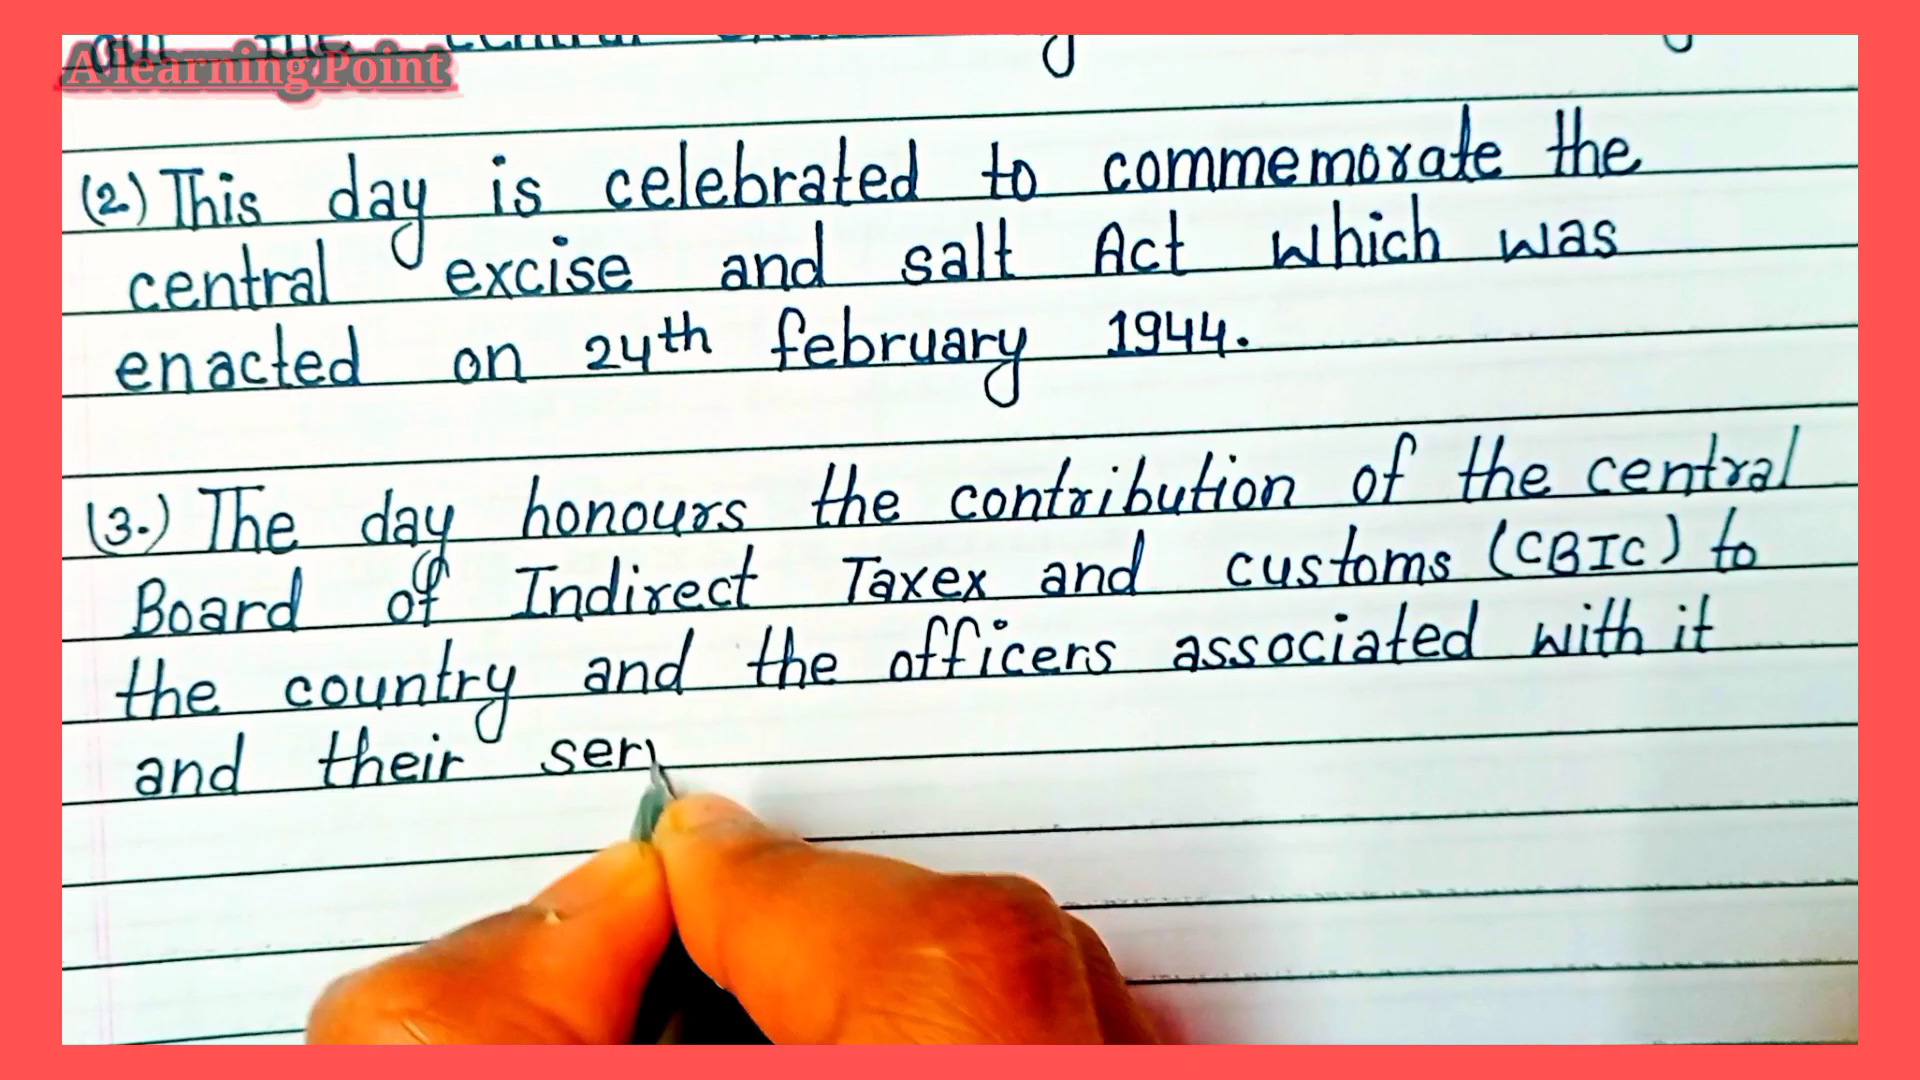 A learning Point
(2) This day is celebrated to commemorate the
central excise and salt Act which was
enacted on 24th february 1944.
(3.) The day honours the contribution of the central
Board of Indirect Taxex and customs (CBIC) to
the country and the officers associated with it
and their serv